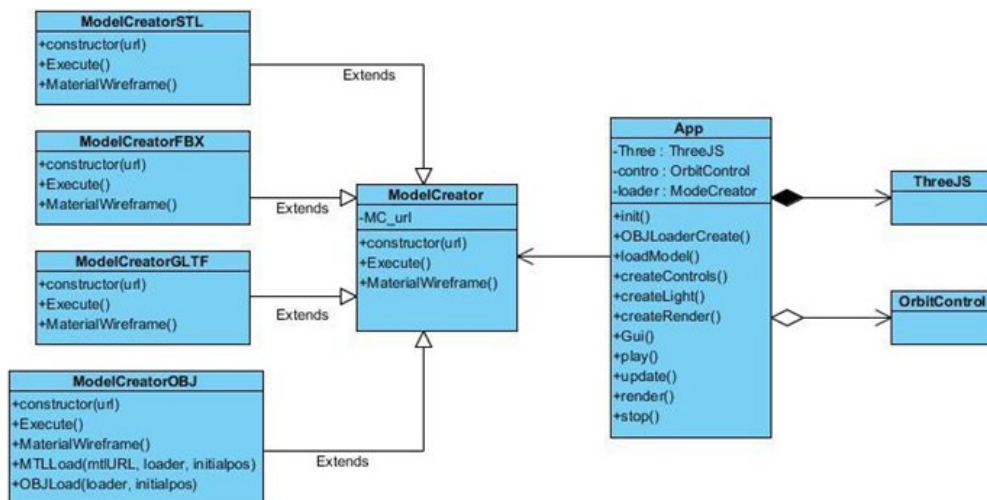 ModelCreatorSTL
+constructor(url)
+Execute()
+MaterialWireframe()
Extends
ModelCreatorFBX
+constructor(url)
+Execute()
+MaterialWireframe()
Extends
ModelCreatorGLTF
+constructor(url)
+Execute()
+MaterialWireframe()
Extends
ModelCreatorOBJ
+constructor(url)
+Execute()
+MaterialWireframe()
+MTLLoad(mtlURL, loader, initialpos)
+OBJLoad(loader, initialpos)
Extends
ModelCreator
-MC_url
+constructor(url)
+Execute()
+MaterialWireframe()
App
-Three : ThreeJS
-contro : OrbitControl
-loader : ModeCreator
+init()
+OBJLoaderCreate()
+loadModel()
+createControls()
+createLight()
+createRender()
+Gui()
+play()
+update()
+render()
+stop()
ThreeJS
OrbitControl